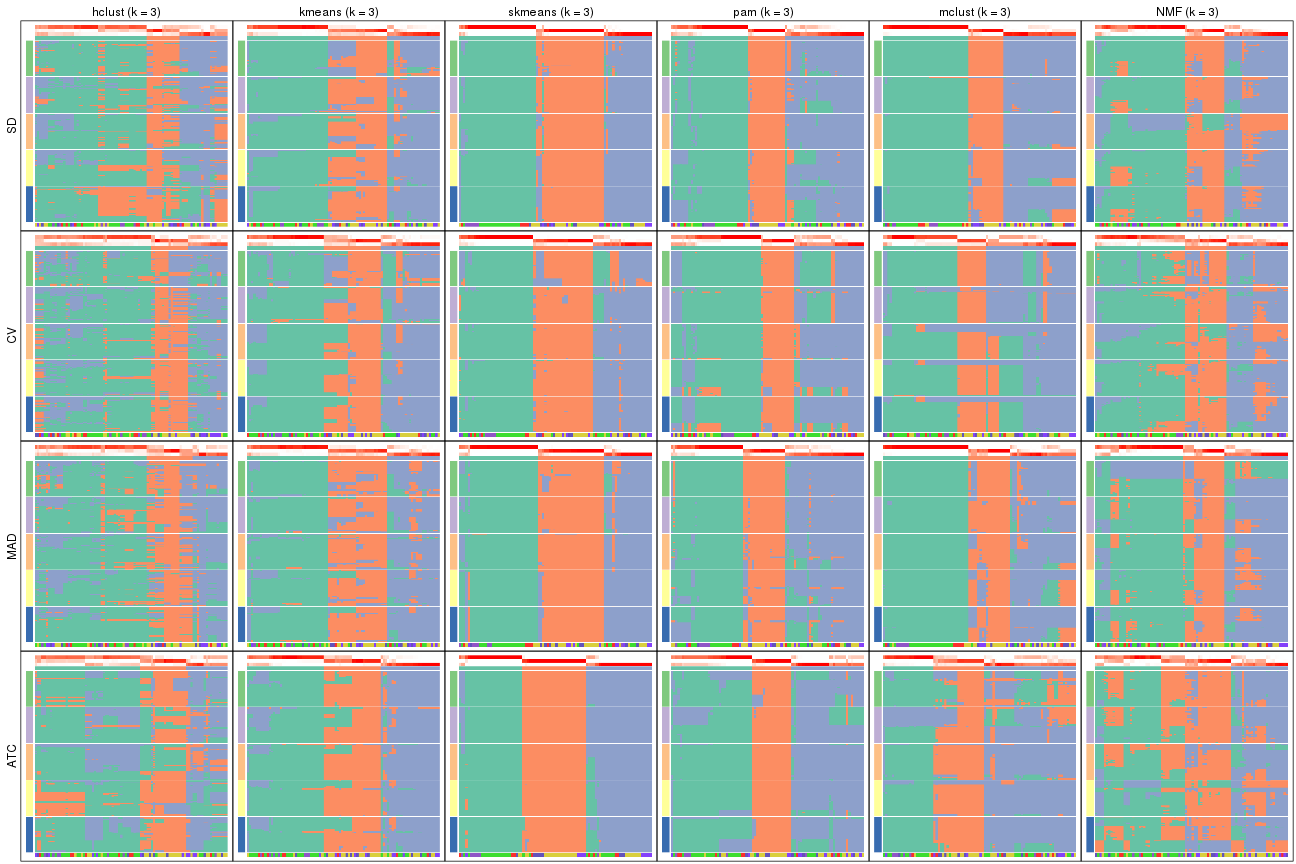 hclust (k = 3) kmeans (k = 3) skmeans (k = 3) pam (k = 3) mclust (k = 3) NMF (k = 3)
SD
CV
MAD
ATC